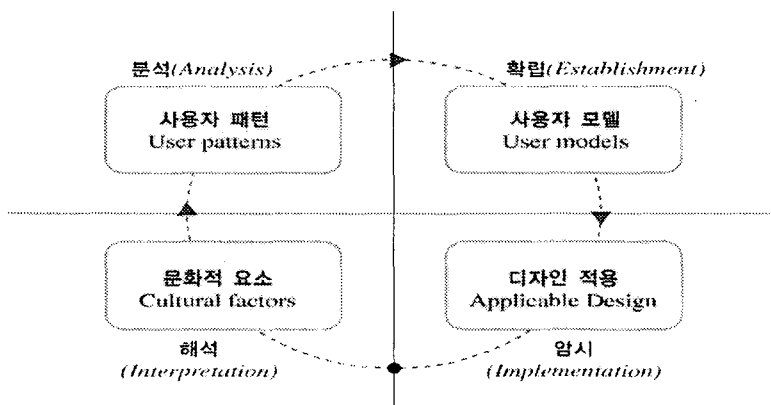 분석(Analysis)
사용자 패턴
User patterns
확립(Establishment)
사용자 모델
User models
문화적 요소
Cultural factors
해석
(Interpretation)
디자인 적용
Applicable Design
암시
(Implementation)